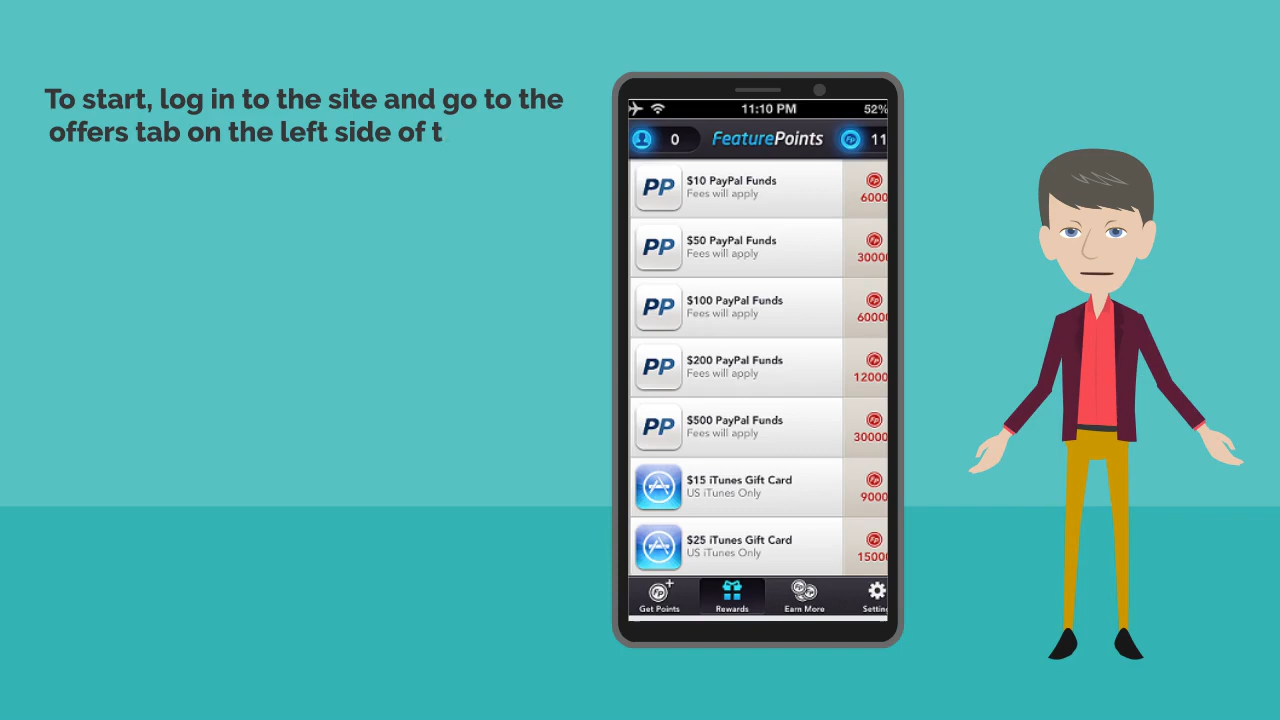 To start, log in to the site and go to the
offers tab on the left side of t
11:10 PM
52%
0
FeaturePoints
11
$10 PayPal Funds
Fees will apply
6000
$50 PayPal Funds
Fees will apply
30000
$100 PayPal Funds
Fees will apply
60000
$200 PayPal Funds
Fees will apply
12000
$500 PayPal Funds
Fees will apply
30000
$15 iTunes Gift Card
US iTunes Only
9000
$25 iTunes Gift Card
US iTunes Only
15000
Get Points
Rewards
Earn More
Settin